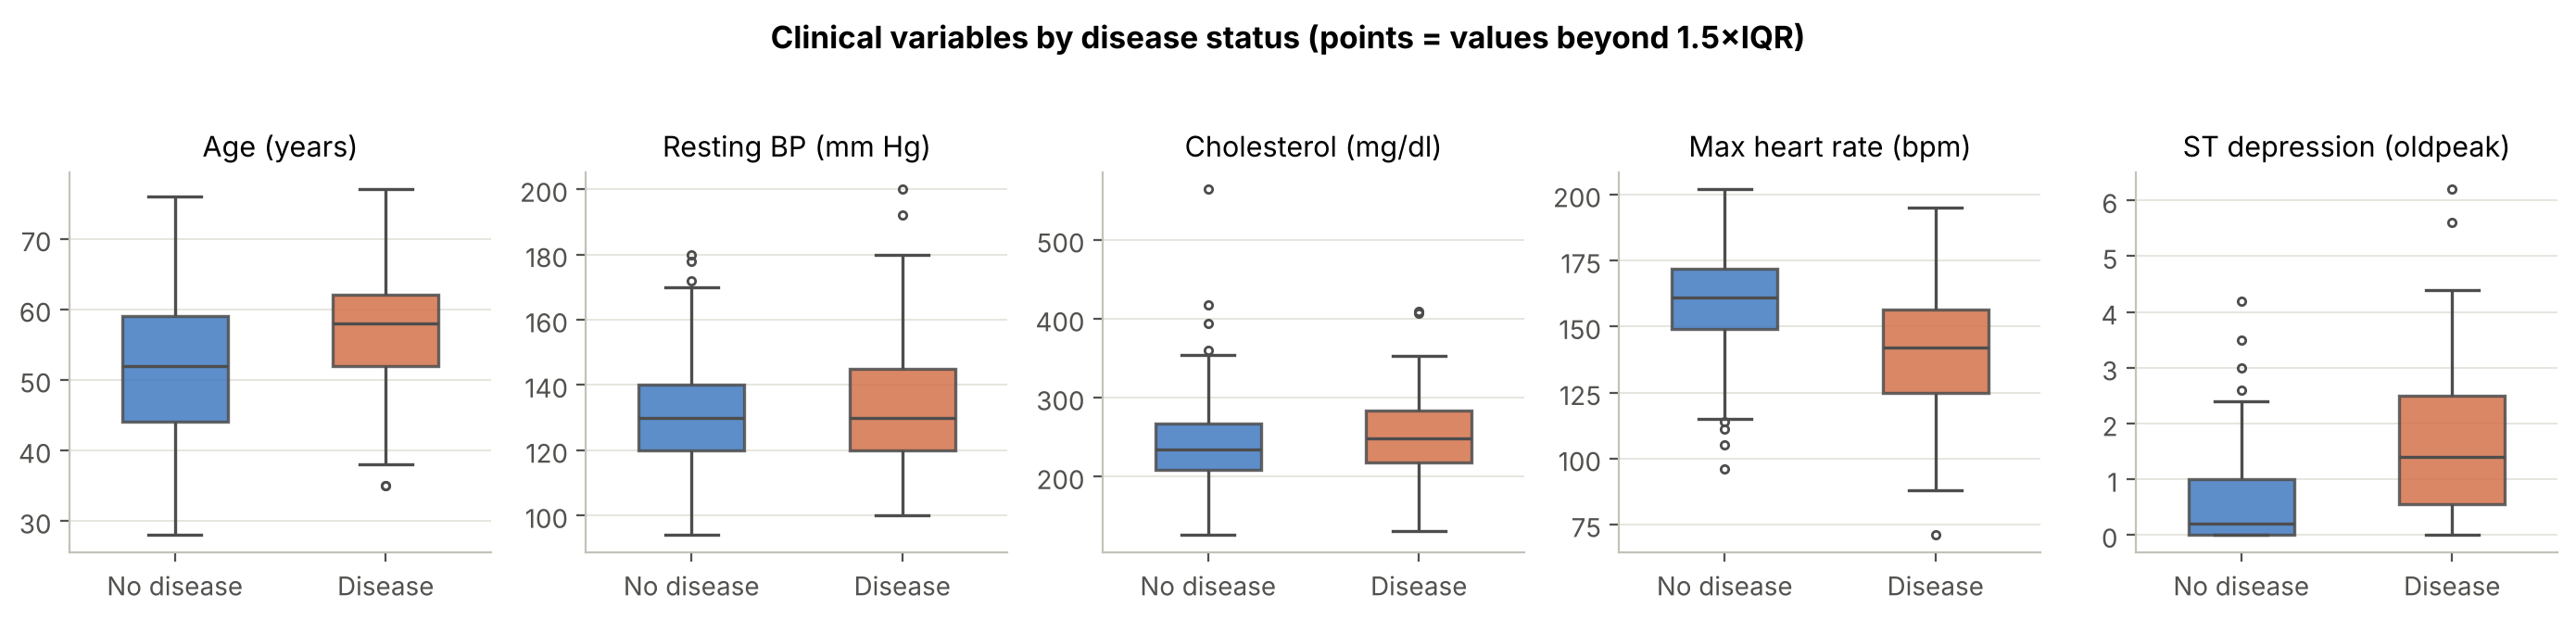 Clinical variables by disease status (points = values beyond 1.5×IQR)
Age (years)
70
60
50
40
30
No disease
Disease
Resting BP (mm Hg)
200
180
160
140
120
100
No disease
Disease
Cholesterol (mg/dl)
500
400
300
200
No disease
Disease
Max heart rate (bpm)
200
175
150
125
100
75
No disease
Disease
ST depression (oldpeak)
6
5
4
3
2
1
0
No disease
Disease